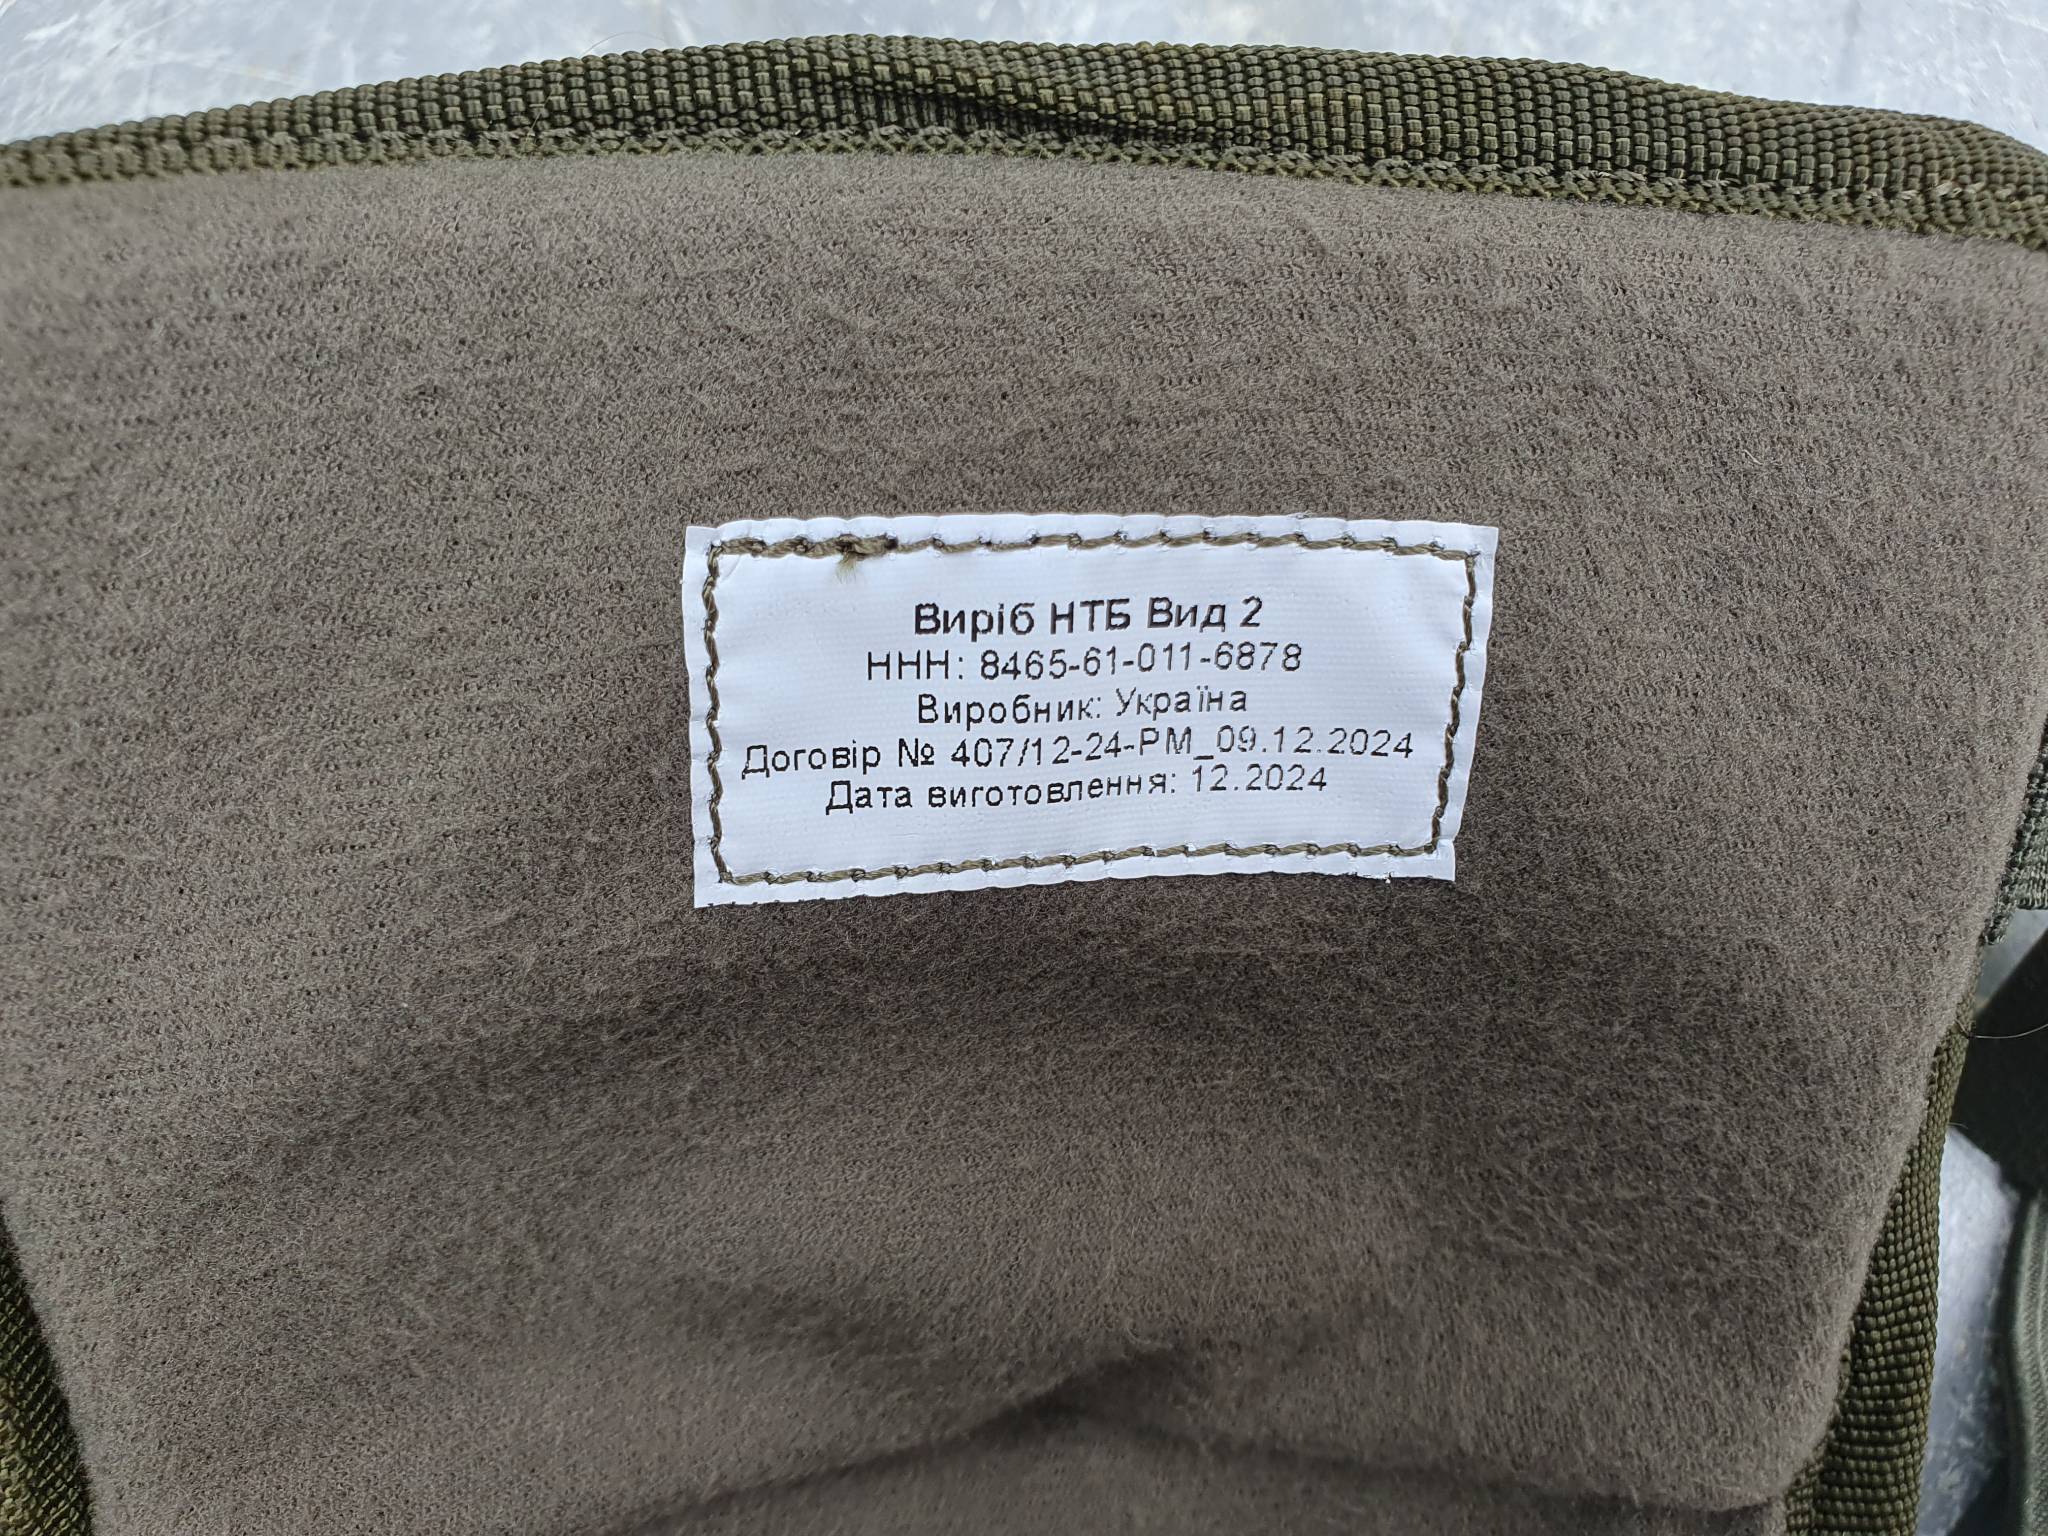 Виріб НТБ Вид 2
ННН: 8465-61-011-6878
Виробник: Україна
Договір № 407/12-24-РМ_09.12.2024
Дата виготовлення: 12.2024